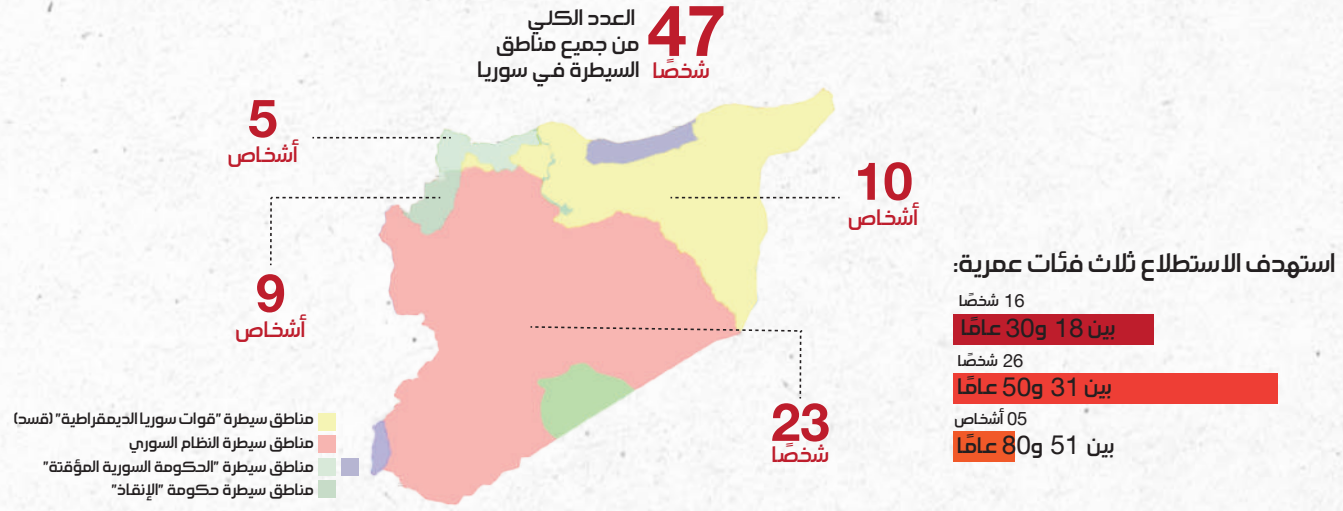 47
شخصًا
العدد الكلي
من جميع مناطق
السيطرة في سوريا
5
أشخاص
10
أشخاص
9
أشخاص
23
شخصًا
استهدف الاستطلاع ثلاث فئات عمرية:
16 شخصًا
بين 18 و30 عامًا
26 شخصًا
بين 31 و50 عامًا
05 أشخاص
بين 51 و80 عامًا
مناطق سيطرة "قوات سوريا الديمقراطية" (قسد)
مناطق سيطرة النظام السوري
مناطق سيطرة "الحكومة السورية المؤقتة"
مناطق سيطرة حكومة "الإنقاذ"